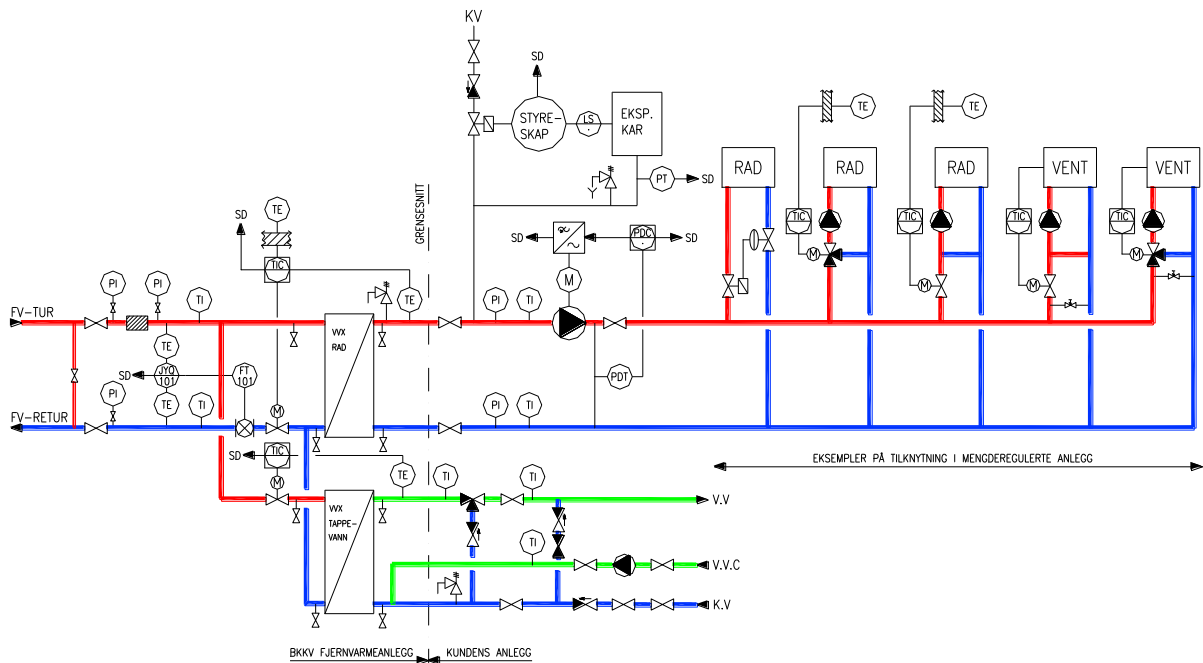 KV
SD
STYRE-
SKAP
LS
EKSP.
KAR
PT
SD
TE
TE
RAD
RAD
RAD
VENT
VENT
GRENSESNITT
SD
TE
TIC
TE
SD
PDC
SD
M
TIC
M
TIC
M
TIC
M
TIC
M
PI
PI
TI
PI
TI
FV-TUR
VVX
RAD
TE
SD
JYQ
101
FT
101
PDT
FV-RETUR
PI
TE
TI
M
PI
TI
SD
TIC
M
TE
TI
TI
EKSEMPLER PÅ TILKNYTNING I MENGDEREGULERTE ANLEGG
VVX
TAPPE-
VANN
V.V
TI
V.V.C
K.V
BKKV FJERNVARMEANLEGG
KUNDENS ANLEGG